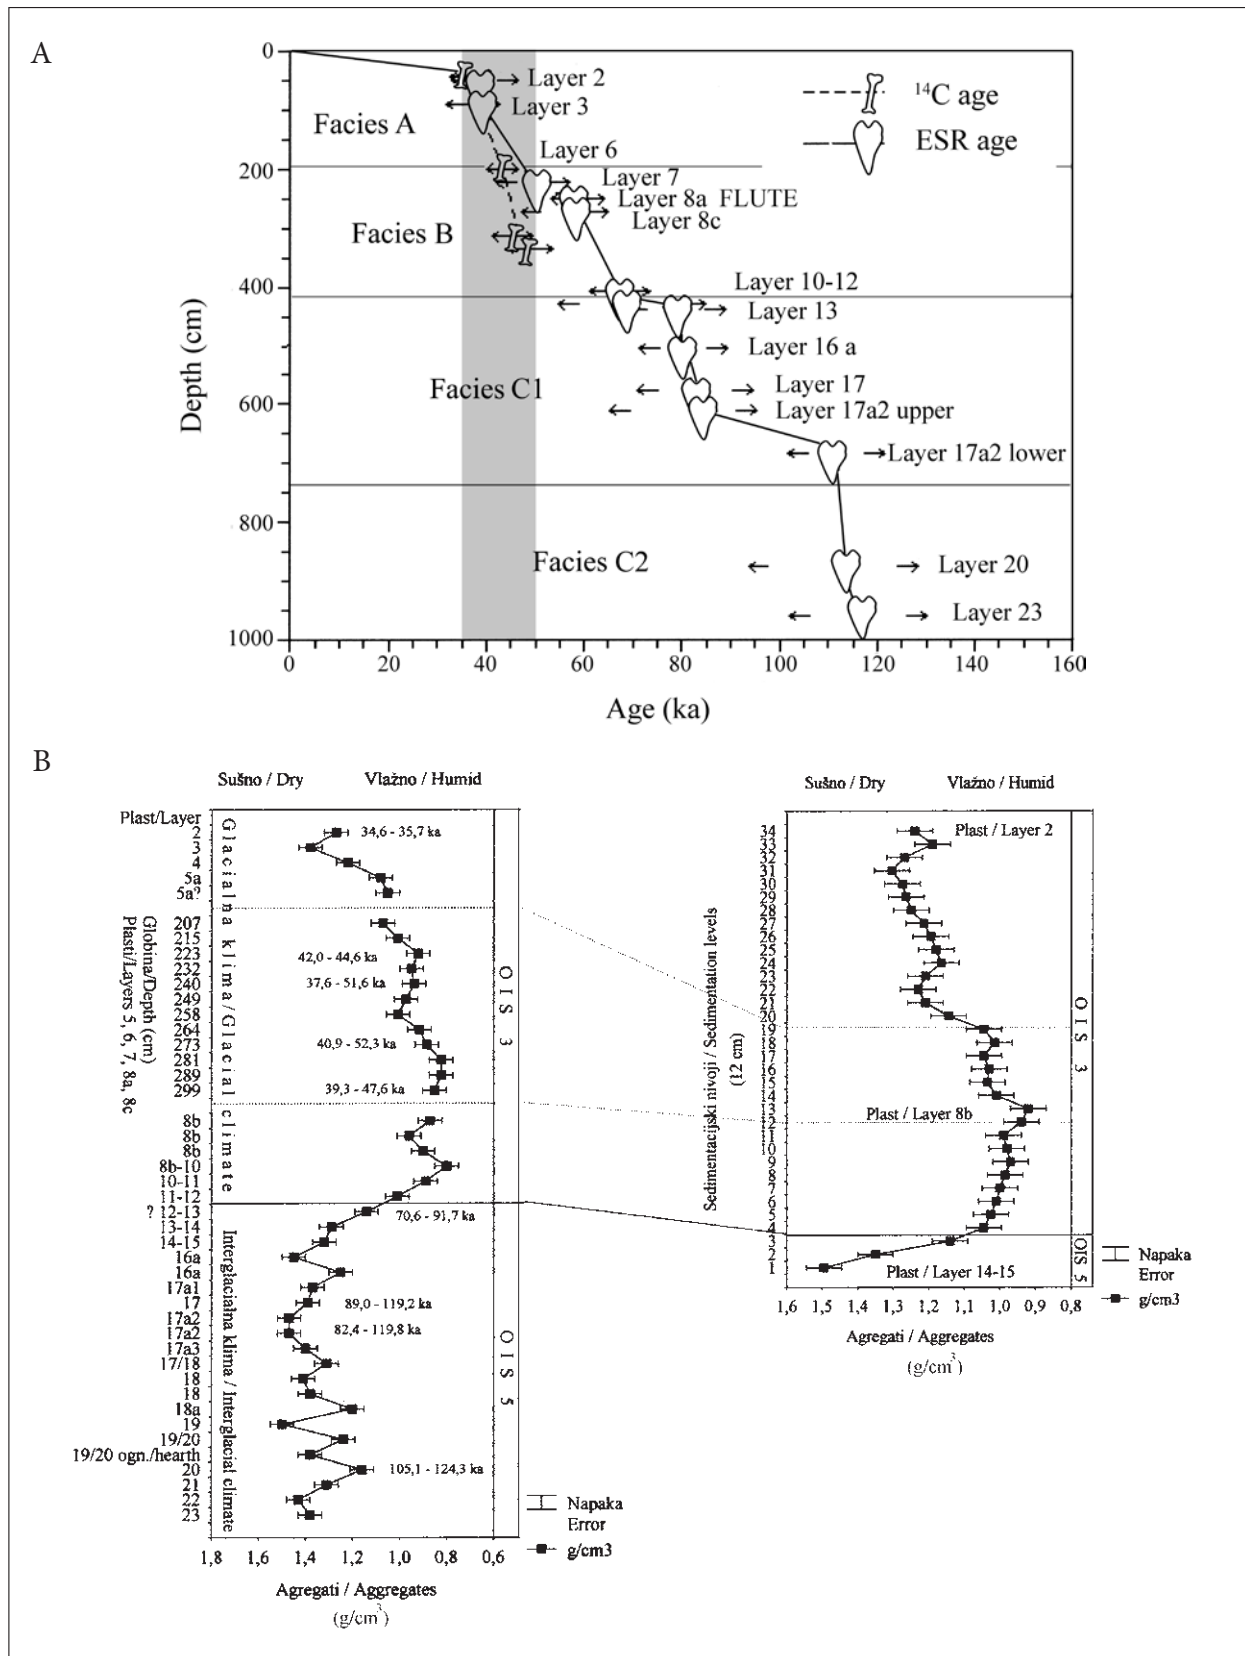 A
0
200
400
600
800
1000
Depth (cm)
0 20 40 60 80 100 120 140 160
Age (ka)
Facies A
Facies B
Facies C1
Facies C2
Layer 2
Layer 3
Layer 6
Layer 7
Layer 8a FLUTE
Layer 8c
Layer 10-12
Layer 13
Layer 16 a
Layer 17
Layer 17a2 upper
Layer 17a2 lower
Layer 20
Layer 23
¹⁴C age
ESR age
B
Sušno / Dry Vlažno / Humid
Plast/Layer
2
3
4
5a
5a?
207
215
223
232
240
249
258
264
273
281
289
299
8b
8b
8b
8b-10
10-11
11-12
? 12-13
13-14
14-15
16a
16a
17a1
17
17a2
17a2
17a3
17/18
18
18
18a
19
19/20
19/20 ogn./hearth
20
21
22
23
Globina/Depth (cm)
Plasti/Layers 5, 6, 7, 8a, 8c
Glacialna klima/Glacial climate
Interglacialna klima / Interglacial climate
34,6 - 35,7 ka
42,0 - 44,6 ka
37,6 - 51,6 ka
40,9 - 52,3 ka
39,3 - 47,6 ka
70,6 - 91,7 ka
89,0 - 119,2 ka
82,4 - 119,8 ka
105,1 - 124,3 ka
OIS 3
OIS 5
1,8 1,6 1,4 1,2 1,0 0,8 0,6
Agregati / Aggregates
(g/cm³)
Napaka
Error
g/cm3
Sušno / Dry Vlažno / Humid
34
33
32
31
30
29
28
27
26
25
24
23
22
21
20
19
18
17
16
15
14
13
12
11
10
9
8
7
6
5
4
3
2
1
Sedimentacijski nivoji / Sedimentation levels
(12 cm)
Plast / Layer 2
Plast / Layer 8b
Plast / Layer 14-15
OIS 3
OIS 5
1,6 1,5 1,4 1,3 1,2 1,1 1,0 0,9 0,8
Agregati / Aggregates
(g/cm³)
Napaka
Error
g/cm3